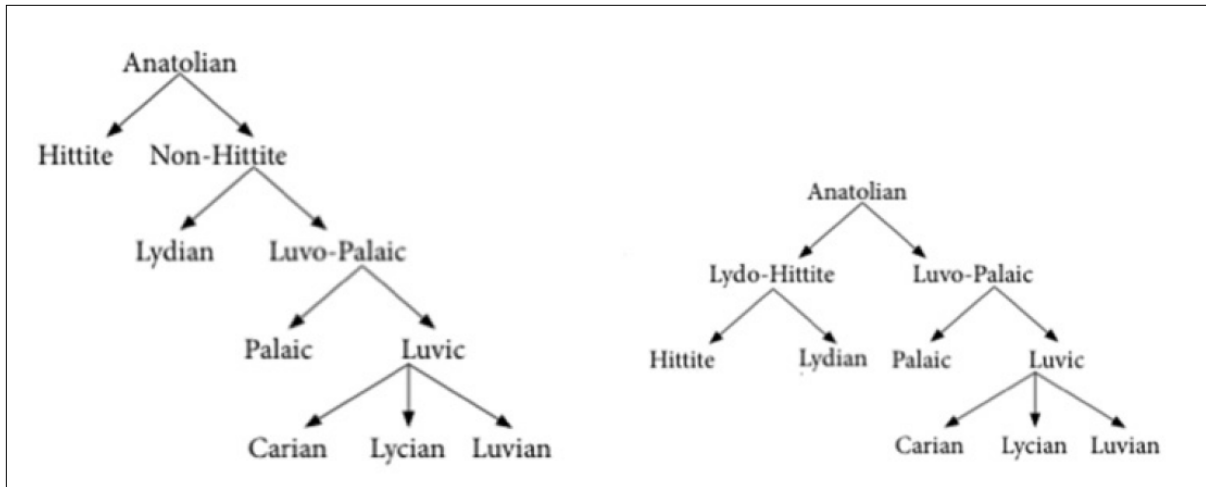 Anatolian
Hittite Non-Hittite
Lydian Luvo-Palaic
Palaic Luvic
Carian Lycian Luvian
Anatolian
Lydo-Hittite Luvo-Palaic
Hittite Lydian Palaic Luvic
Carian Lycian Luvian